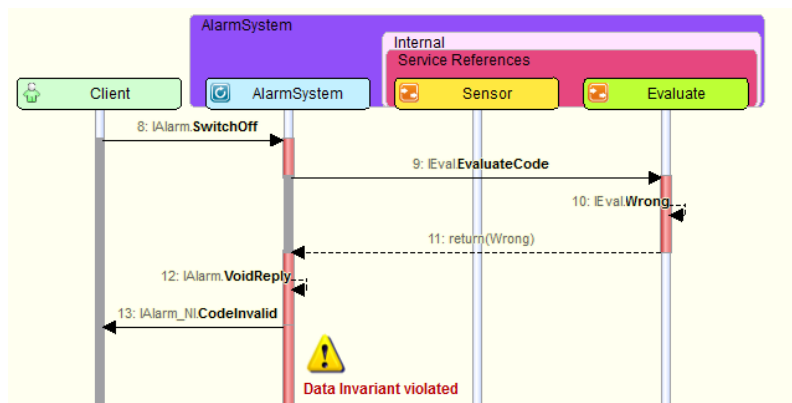 AlarmSystem
Internal
Service References
Client
AlarmSystem
Sensor
Evaluate
8: IAlarm.SwitchOff
9: IEval.EvaluateCode
10: IEval.Wrong
11: return(Wrong)
12: IAlarm.VoidReply
13: IAlarm_NI.CodeInvalid
Data Invariant violated